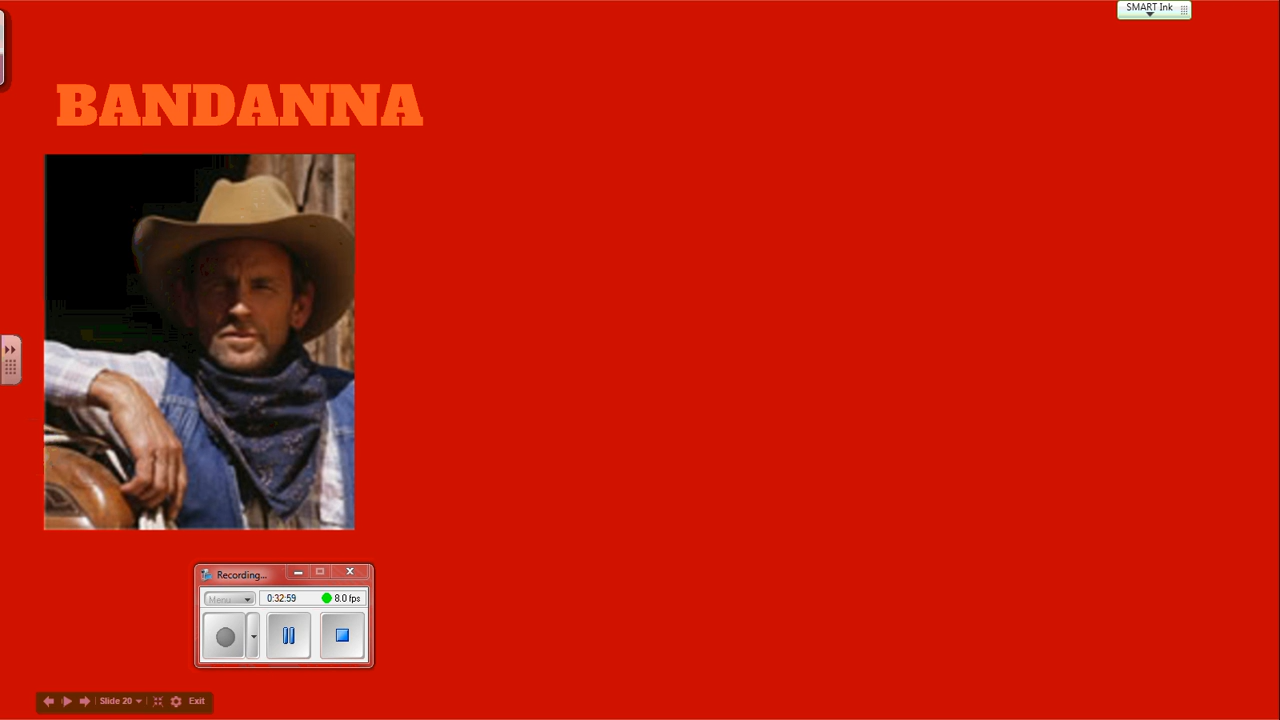 SMART Ink
BANDANNA
Recording...
Menu
0:32:59
8.0 fps
Slide 20
Exit